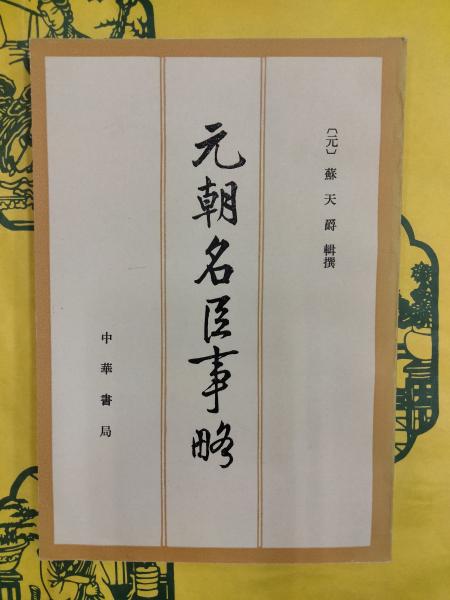 〔元〕蘇天爵 輯撰
元朝名臣事略
中華書局